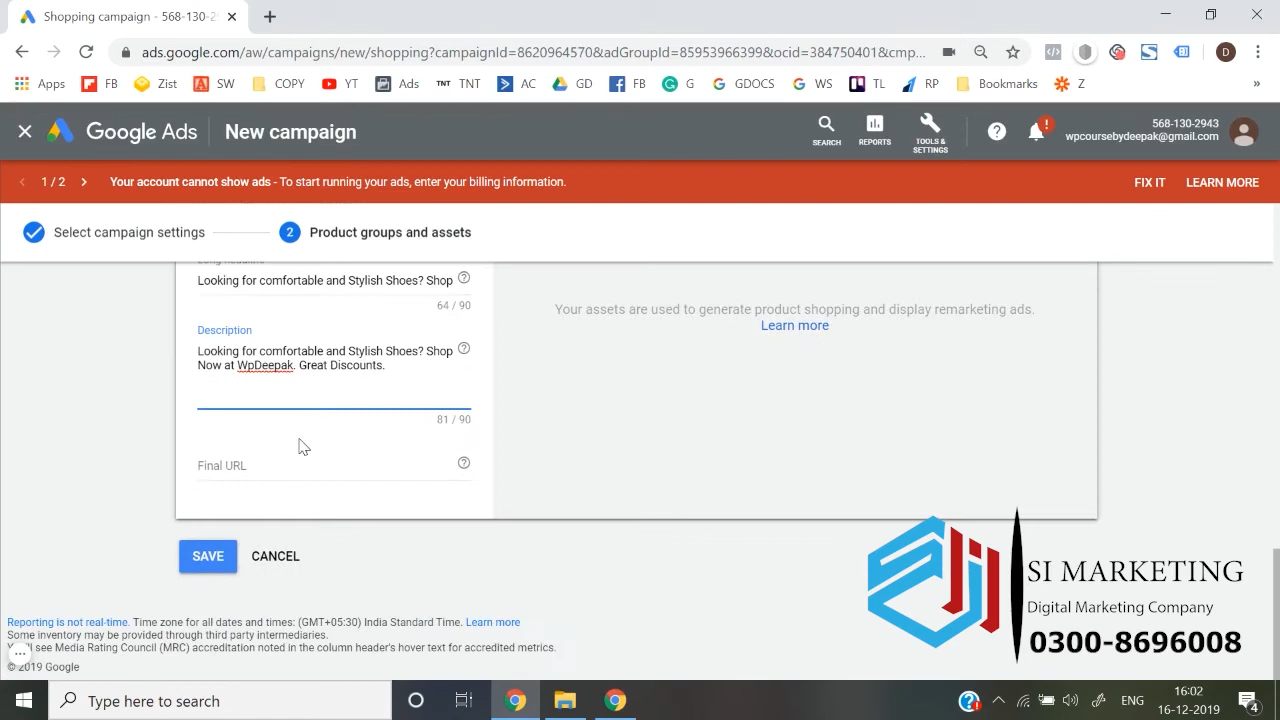 Shopping campaign - 568-130-29
ads.google.com/aw/campaigns/new/shopping?campaignId=8620964570&adGroupId=85953966399&ocid=384750401&cmp...
Apps FB Zist SW COPY YT Ads TNT TNT AC GD FB G GDOCS WS TL RP Bookmarks Z »
Google Ads New campaign
SEARCH REPORTS TOOLS & SETTINGS
568-130-2943
wpcoursebydeepak@gmail.com
1 / 2 Your account cannot show ads - To start running your ads, enter your billing information. FIX IT LEARN MORE
Select campaign settings 2 Product groups and assets
Long headline
Looking for comfortable and Stylish Shoes? Shop
64 / 90
Your assets are used to generate product shopping and display remarketing ads.
Learn more
Description
Looking for comfortable and Stylish Shoes? Shop
Now at WpDeepak. Great Discounts.
81 / 90
Final URL
SAVE CANCEL
SI MARKETING
Digital Marketing Company
0300-8696008
Reporting is not real-time. Time zone for all dates and times: (GMT+05:30) India Standard Time. Learn more
Some inventory may be provided through third party intermediaries.
You'll see Media Rating Council (MRC) accreditation noted in the column header's hover text for accredited metrics.
© 2019 Google
Type here to search
ENG
16:02
16-12-2019
4